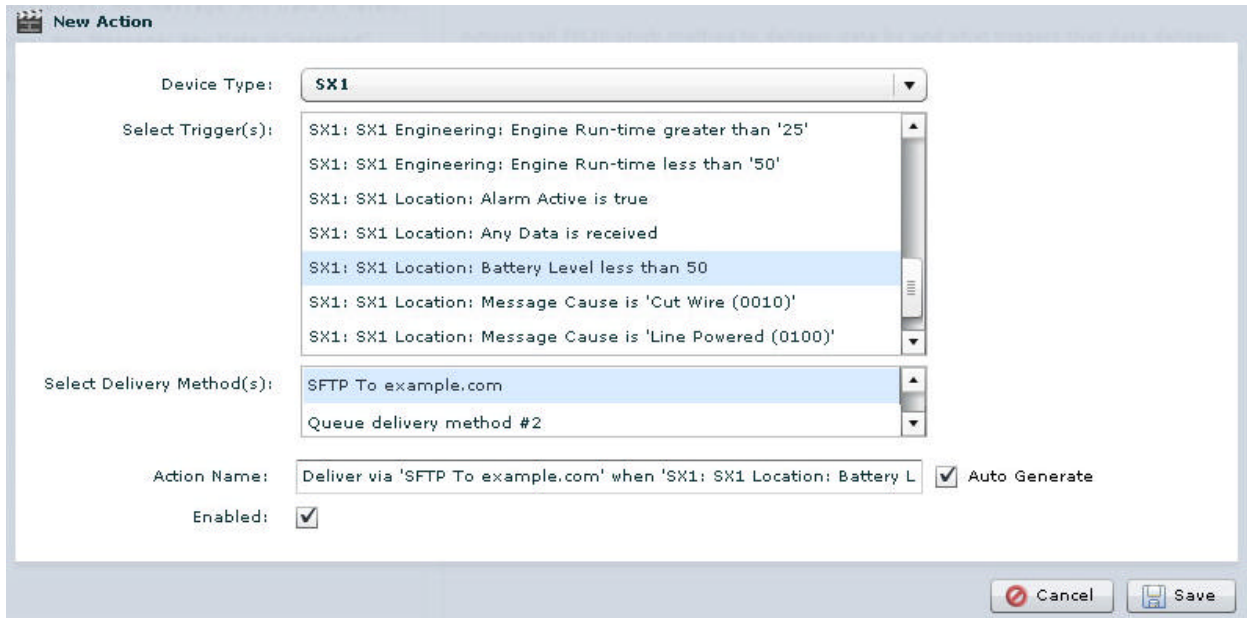 New Action
Device Type:
SX1
Select Trigger(s):
SX1: SX1 Engineering: Engine Run-time greater than '25'
SX1: SX1 Engineering: Engine Run-time less than '50'
SX1: SX1 Location: Alarm Active is true
SX1: SX1 Location: Any Data is received
SX1: SX1 Location: Battery Level less than 50
SX1: SX1 Location: Message Cause is 'Cut Wire (0010)'
SX1: SX1 Location: Message Cause is 'Line Powered (0100)'
Select Delivery Method(s):
SFTP To example.com
Queue delivery method #2
Action Name:
Deliver via 'SFTP To example.com' when 'SX1: SX1 Location: Battery L
Auto Generate
Enabled:
Cancel
Save